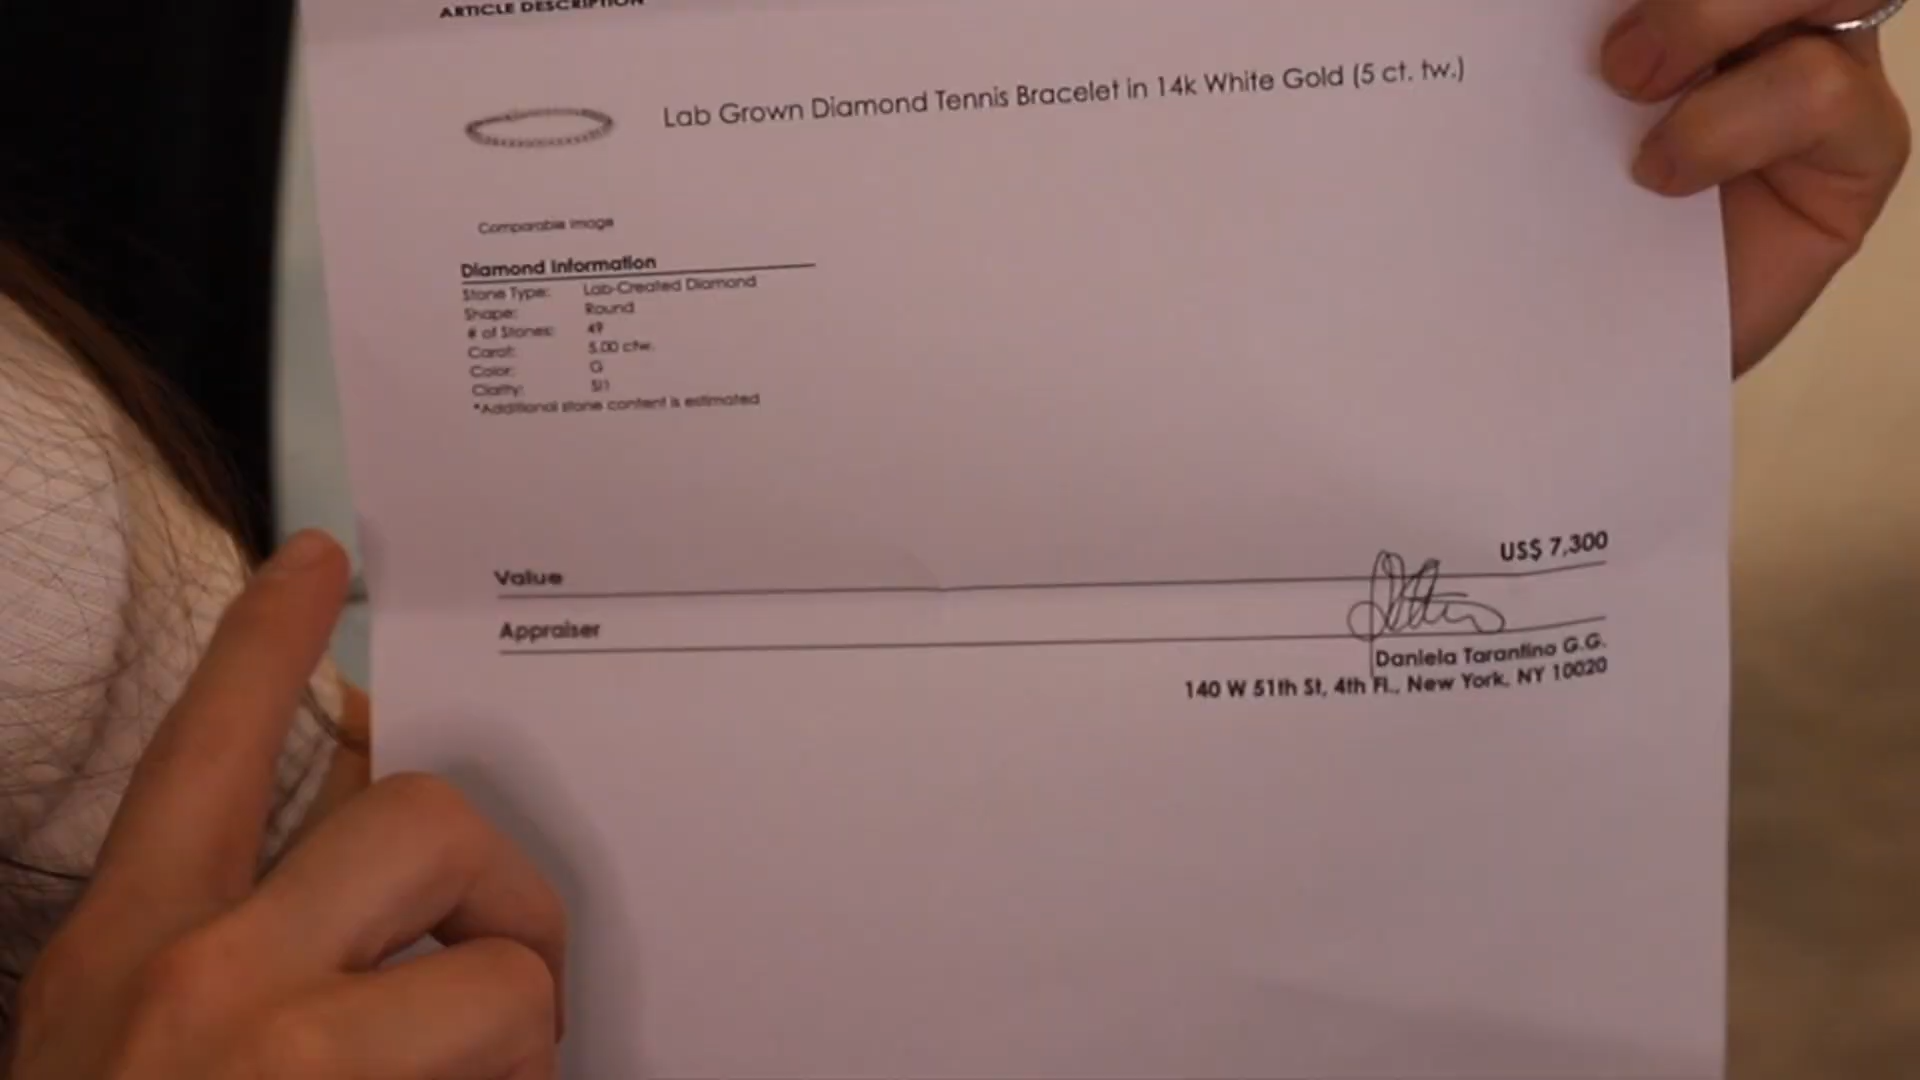 ARTICLE DESCRIPTION
Lab Grown Diamond Tennis Bracelet in 14k White Gold (5 ct. tw.)
Comparable Image
Diamond Information
Stone Type: Lab-Created Diamond
Shape: Round
# of Stones: 49
Carat: 5.00 ctw.
Color: G
Clarity: SI1
*Additional stone content is estimated
Value US$ 7,300
Appraiser
Daniela Tarantino G.G.
140 W 51th St, 4th Fl., New York, NY 10020